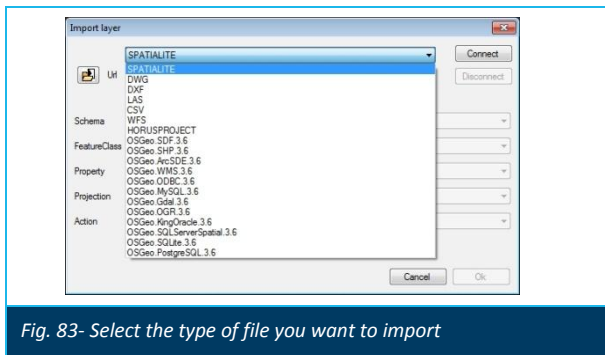 Import layer
SPATIALITE
Connect
Url
SPATIALITE
Disconnect
DWG
DXF
LAS
CSV
Schema
WFS
HORUSPROJECT
FeatureClass
OSGeo.SDF.3.6
OSGeo.SHP.3.6
OSGeo.ArcSDE.3.6
Property
OSGeo.WMS.3.6
OSGeo.ODBC.3.6
Projection
OSGeo.MySQL.3.6
OSGeo.Gdal.3.6
OSGeo.OGR.3.6
Action
OSGeo.KingOracle.3.6
OSGeo.SQLServerSpatial.3.6
OSGeo.SQLite.3.6
OSGeo.PostgreSQL.3.6
Cancel
Ok
Fig. 83- Select the type of file you want to import